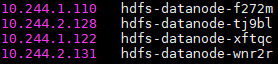 10.244.1.110 hdfs-datanode-f272m
10.244.2.128 hdfs-datanode-tj9bl
10.244.1.122 hdfs-datanode-xftqc
10.244.2.131 hdfs-datanode-wnr2r